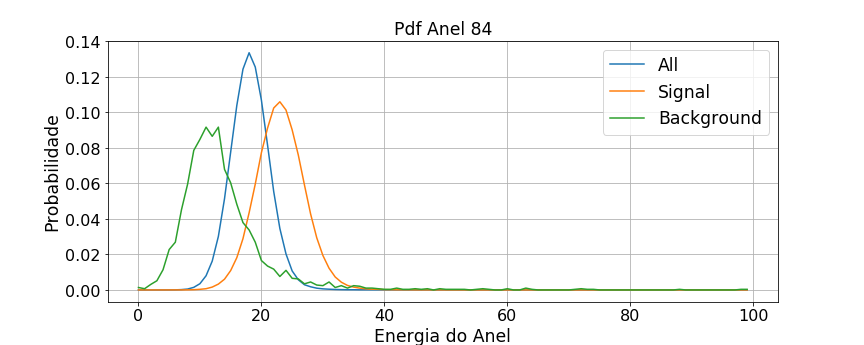 Pdf Anel 84
0.14
0.12
0.10
0.08
0.06
0.04
0.02
0.00
Probabilidade
All
Signal
Background
0 20 40 60 80 100
Energia do Anel